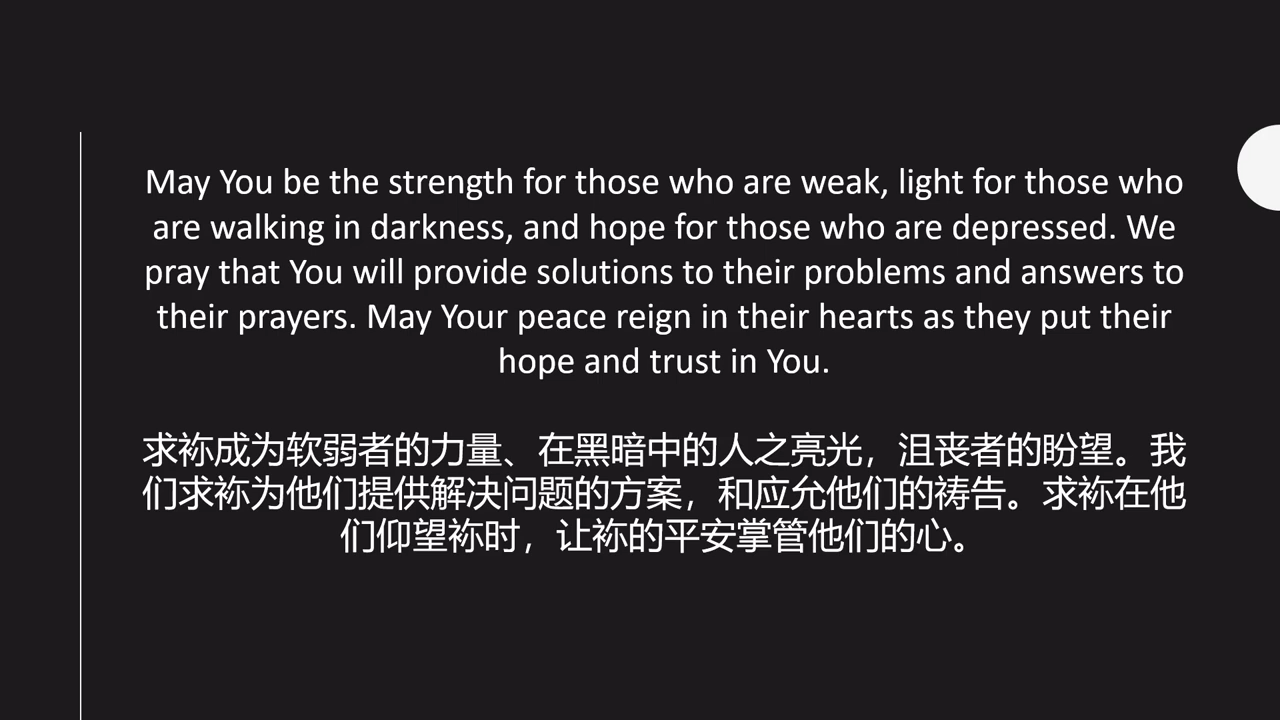 May You be the strength for those who are weak, light for those who
are walking in darkness, and hope for those who are depressed. We
pray that You will provide solutions to their problems and answers to
their prayers. May Your peace reign in their hearts as they put their
hope and trust in You.
求袮成为软弱者的力量、在黑暗中的人之亮光，沮丧者的盼望。我
们求袮为他们提供解决问题的方案，和应允他们的祷告。求袮在他
们仰望袮时，让袮的平安掌管他们的心。